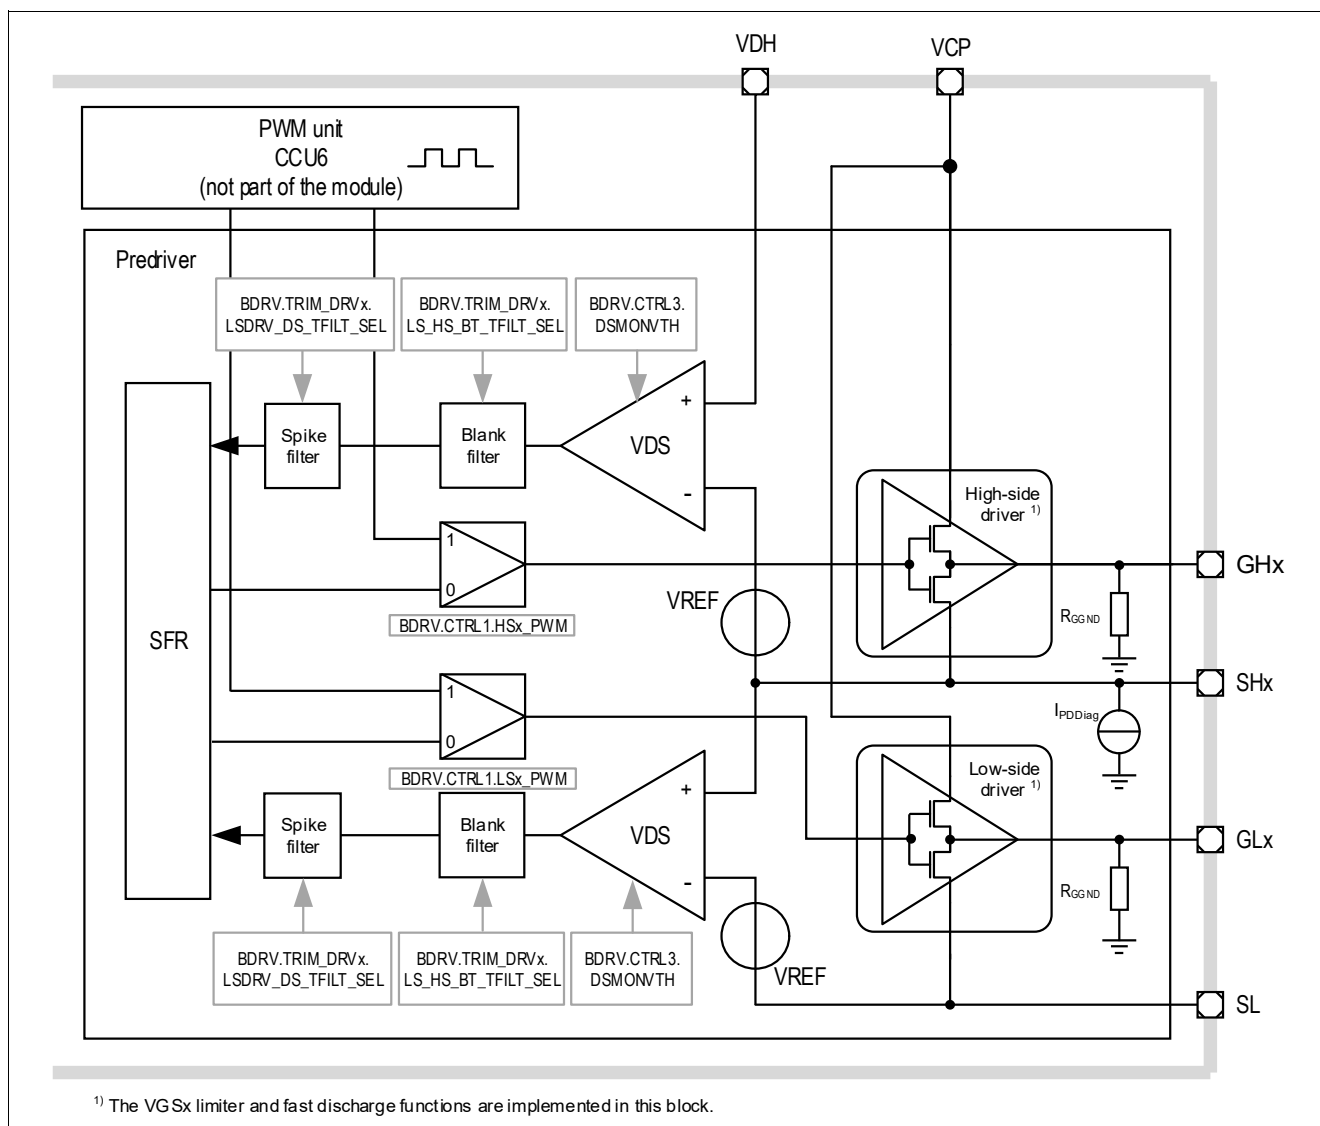 VDH
VCP
PWM unit
CCU6
(not part of the module)
Predriver
BDRV.TRIM_DRVx.
LSDRV_DS_TFILT_SEL
BDRV.TRIM_DRVx.
LS_HS_BT_TFILT_SEL
BDRV.CTRL3.
DSMONVTH
+
Spike
filter
Blank
filter
VDS
-
High-side
driver 1)
1
0
GHx
VREF
RGGND
BDRV.CTRL1.HSx_PWM
SFR
SHx
1
0
IPDDiag
BDRV.CTRL1.LSx_PWM
Low-side
driver 1)
+
Spike
filter
Blank
filter
VDS
-
GLx
RGGND
BDRV.TRIM_DRVx.
LSDRV_DS_TFILT_SEL
BDRV.TRIM_DRVx.
LS_HS_BT_TFILT_SEL
BDRV.CTRL3.
DSMONVTH
VREF
SL
1) The VGSx limiter and fast discharge functions are implemented in this block.